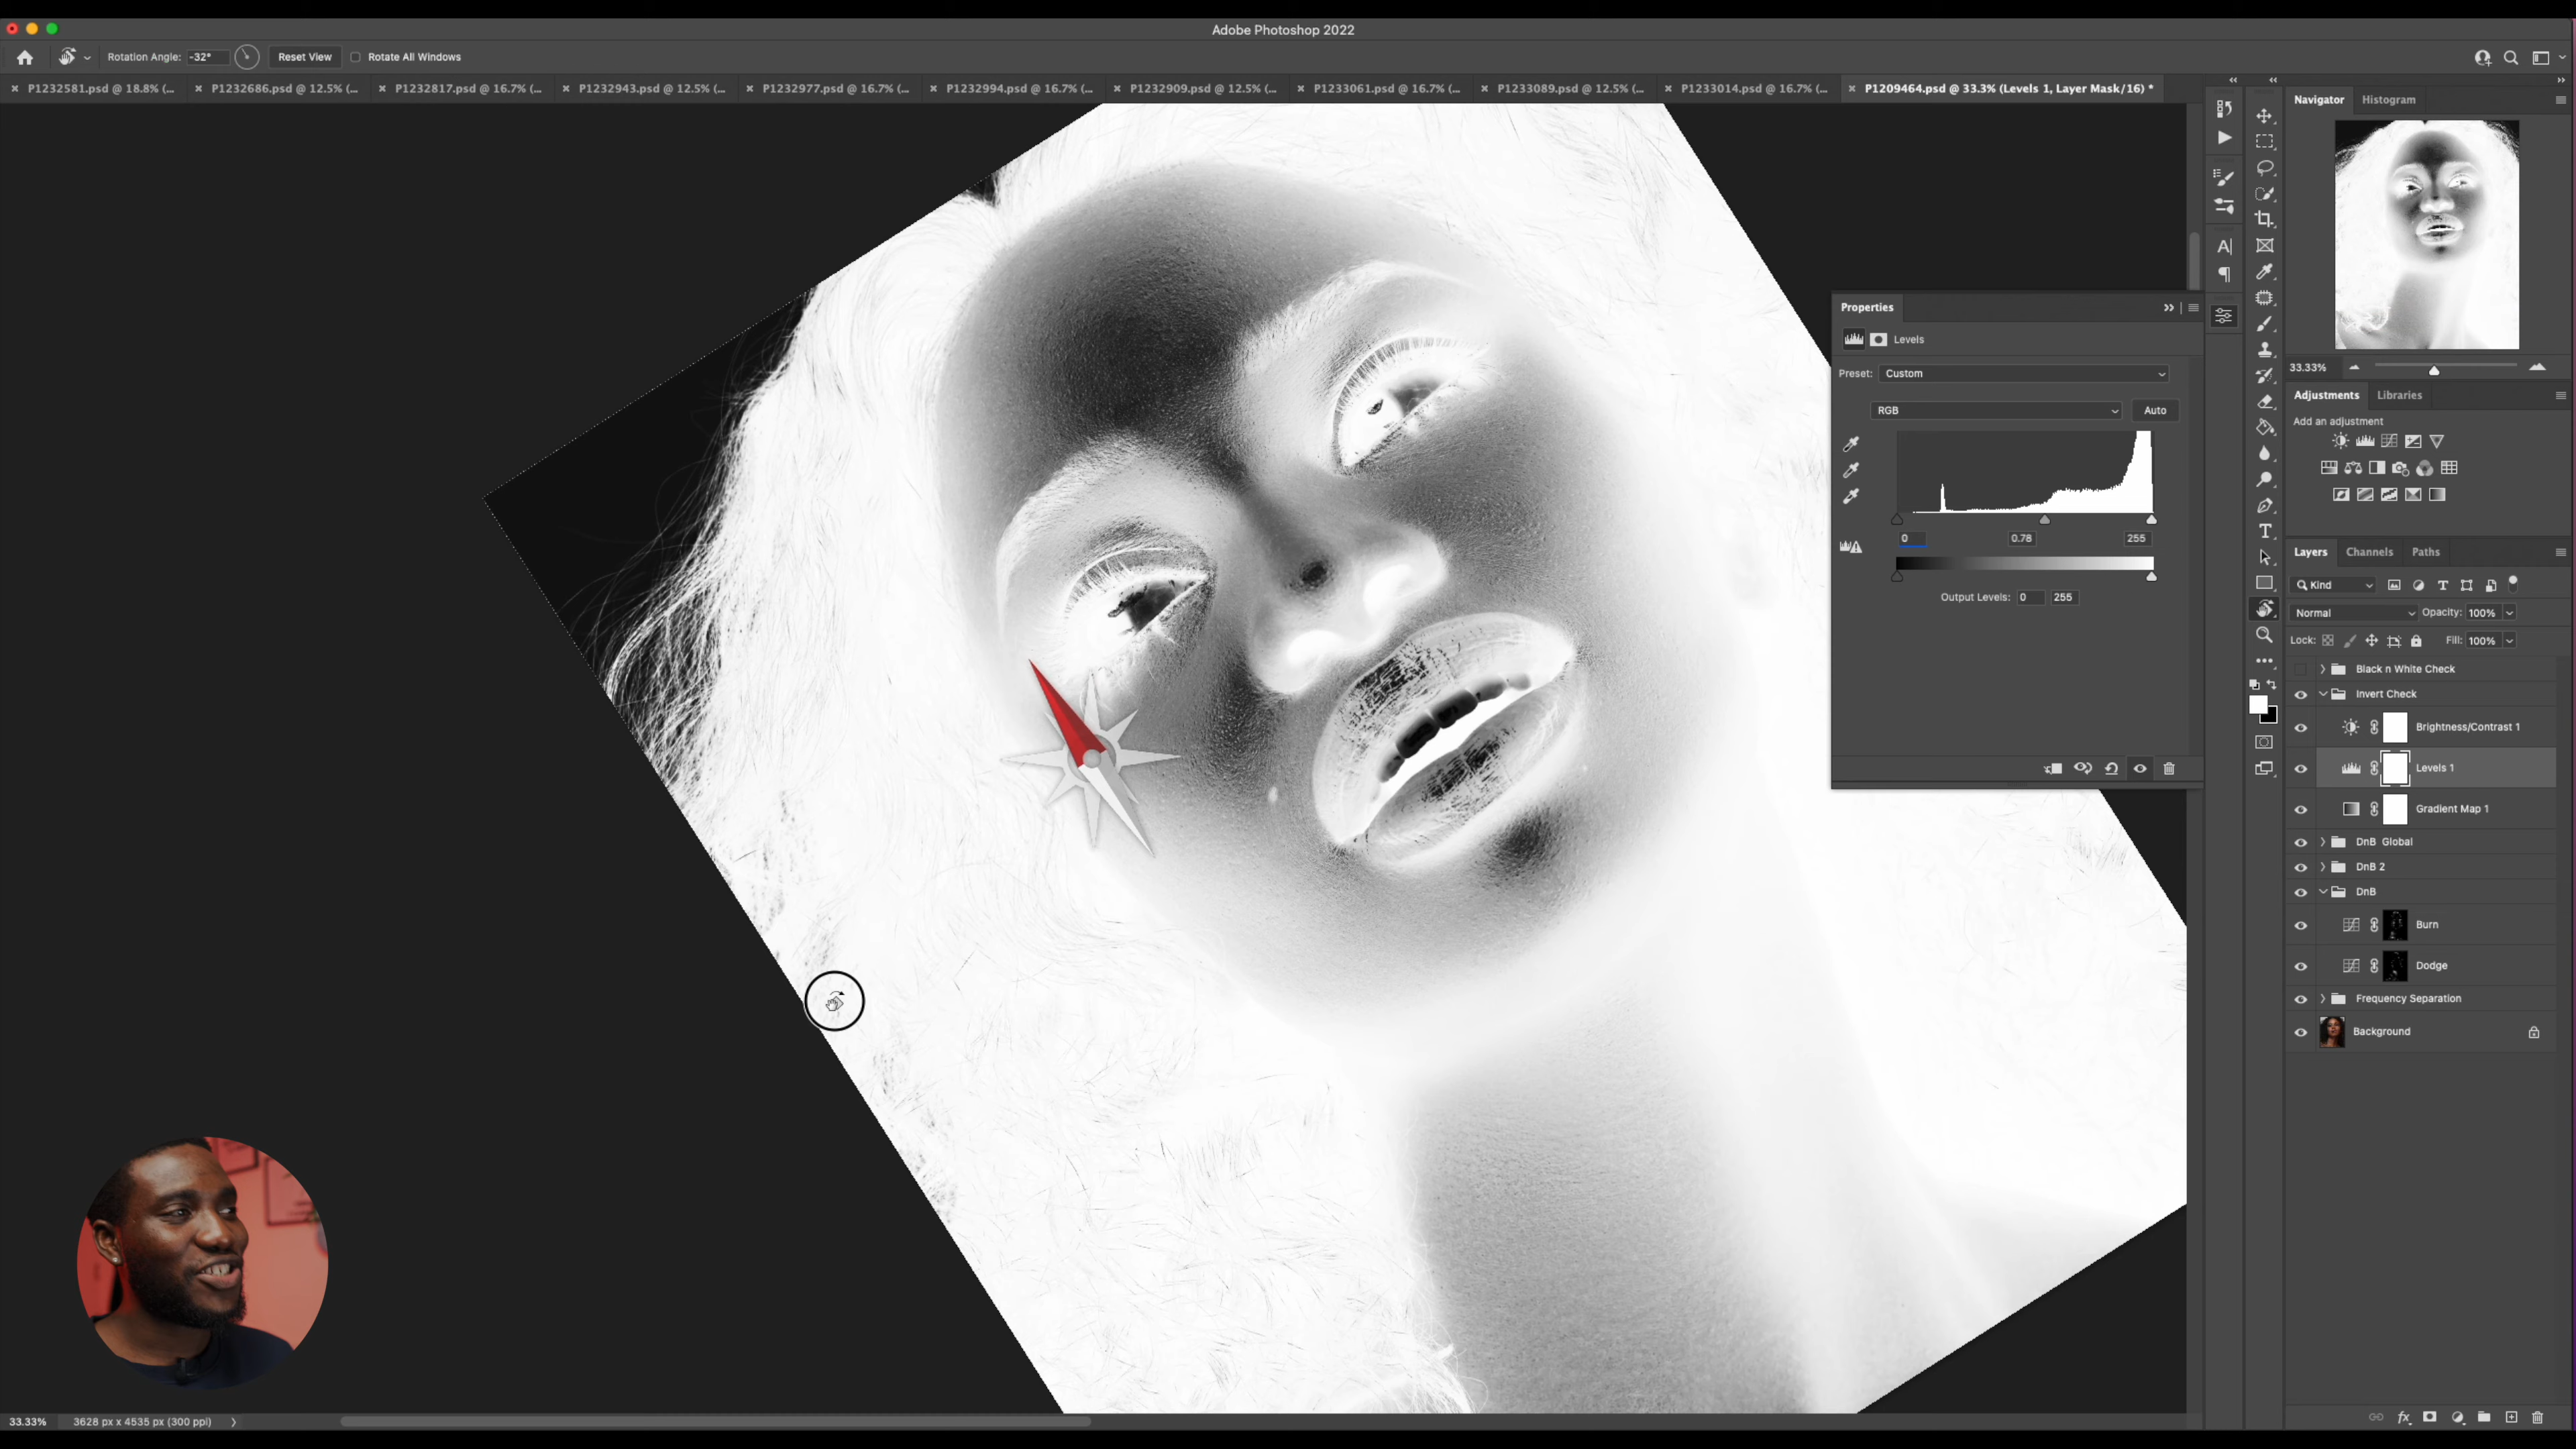 Adobe Photoshop 2022
Rotation Angle: -32° Reset View Rotate All Windows
P1232581.psd @ 18.8% (... P1232686.psd @ 12.5% (... P1232817.psd @ 16.7% (... P1232943.psd @ 12.5% (... P1232977.psd @ 16.7% (... P1232994.psd @ 16.7% (... P1232909.psd @ 12.5% (... P1233061.psd @ 16.7% (... P1233089.psd @ 12.5% (... P1233014.psd @ 16.7% (... P1209464.psd @ 33.3% (Levels 1, Layer Mask/16) *
Navigator Histogram
33.33%
Adjustments Libraries
Add an adjustment
Properties
Levels
Preset: Custom
RGB Auto
0 0.78 255
Output Levels: 0 255
Layers Channels Paths
Kind
Normal Opacity: 100%
Lock: Fill: 100%
Black n White Check
Invert Check
Brightness/Contrast 1
Levels 1
Gradient Map 1
DnB Global
DnB 2
DnB
Burn
Dodge
Frequency Separation
Background
33.33% 3628 px x 4535 px (300 ppi)